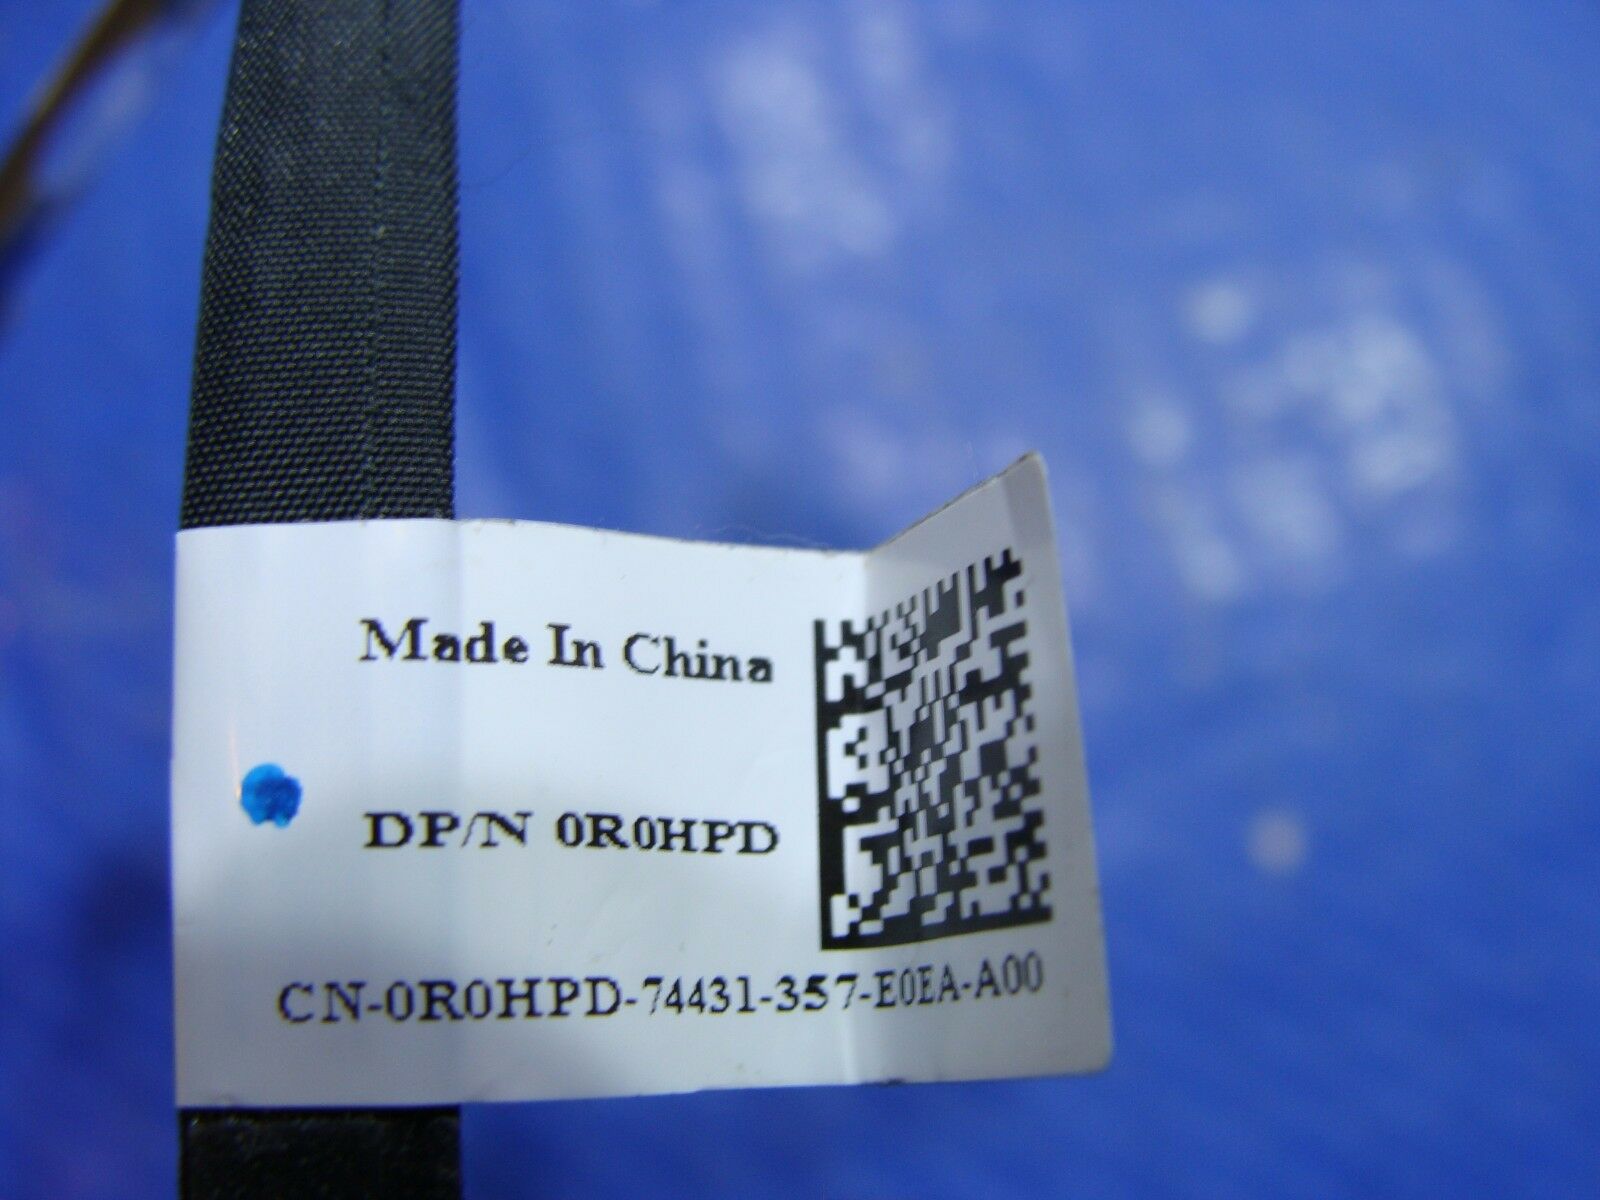 Made In China
DP/N 0R0HPD
CN-0R0HPD-74431-357-E0EA-A00